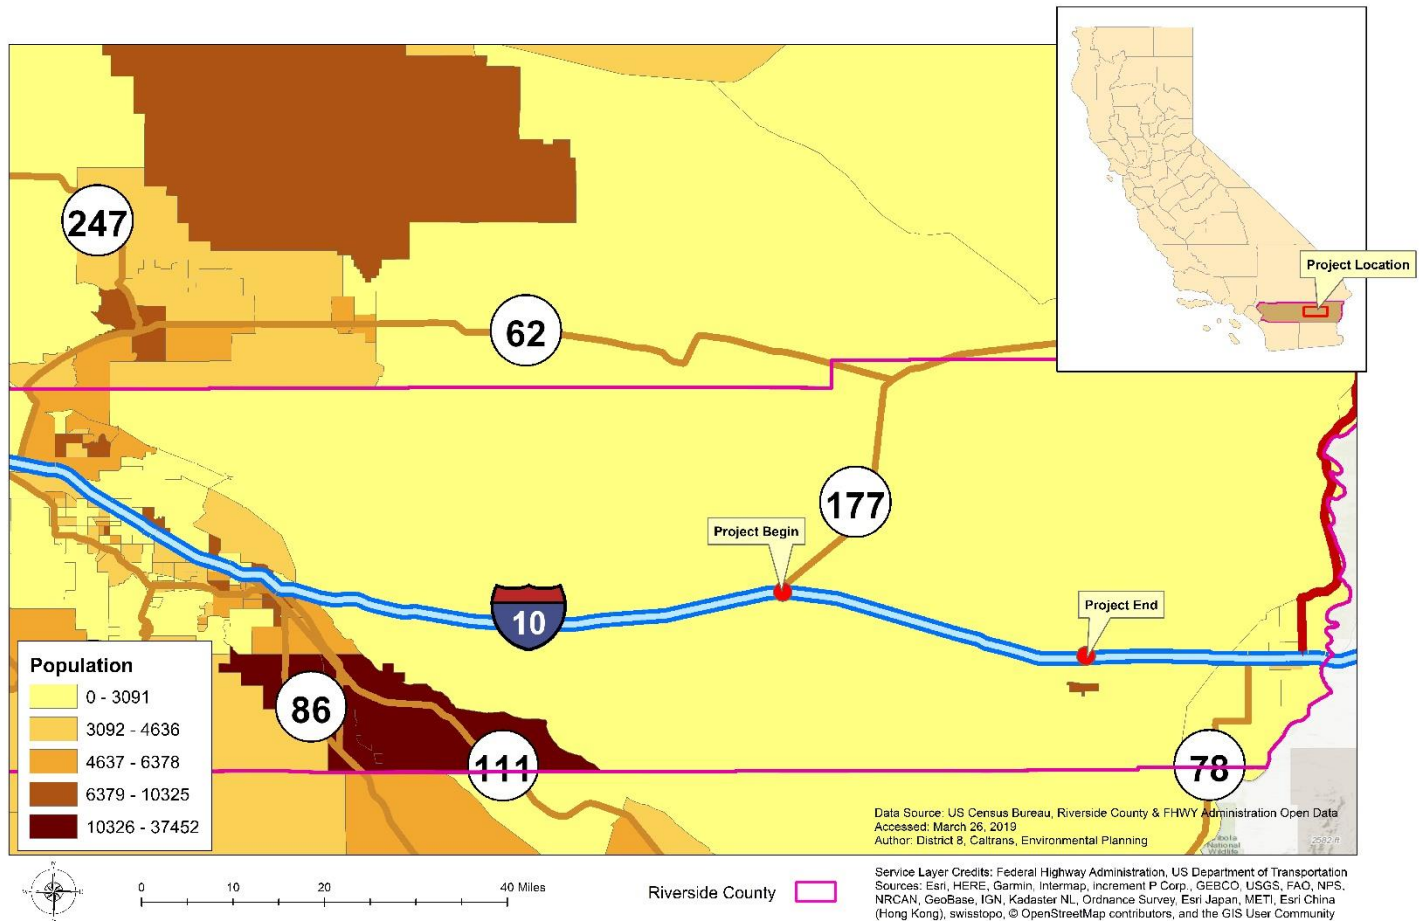 Project Location
247
62
177
Project Begin
Project End
10
Population
0 - 3091
3092 - 4636
4637 - 6378
6379 - 10325
10326 - 37452
86
111
78
Data Source: US Census Bureau, Riverside County & FHWY Administration Open Data
Accessed: March 26, 2019
Author: District 8, Caltrans, Environmental Planning
National
Wildlife
2582 ft
N
0 10 20 40 Miles
Riverside County
Service Layer Credits: Federal Highway Administration, US Department of Transportation
Sources: Esri, HERE, Garmin, Intermap, increment P Corp., GEBCO, USGS, FAO, NPS,
NRCAN, GeoBase, IGN, Kadaster NL, Ordnance Survey, Esri Japan, METI, Esri China
(Hong Kong), swisstopo, © OpenStreetMap contributors, and the GIS User Community